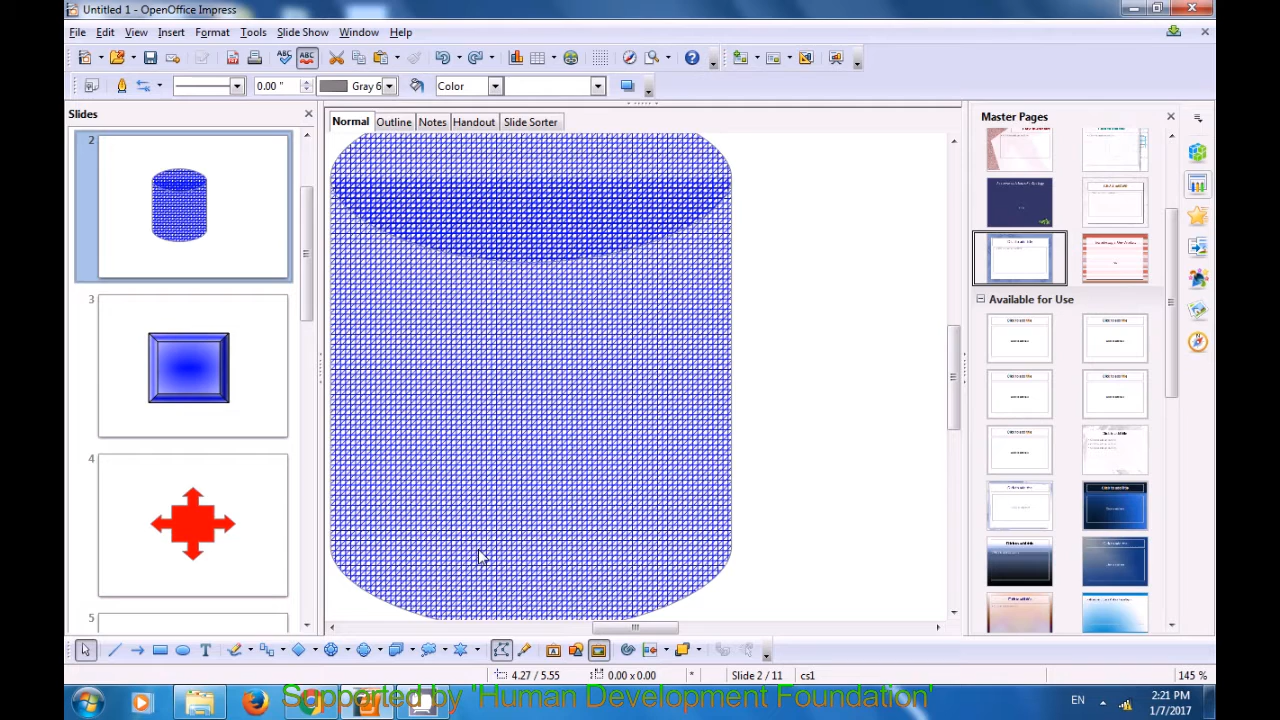 Untitled 1 - OpenOffice Impress
File Edit View Insert Format Tools Slide Show Window Help
0.00 " Gray 6 Color
Slides
Normal Outline Notes Handout Slide Sorter
Master Pages
2
3
4
5
Available for Use
.27 / 5.55 0.00 x 0.00 * Slide 2 / 11 cs1 145 %
Supported by 'Human Development Foundation'
EN 2:21 PM
1/7/2017